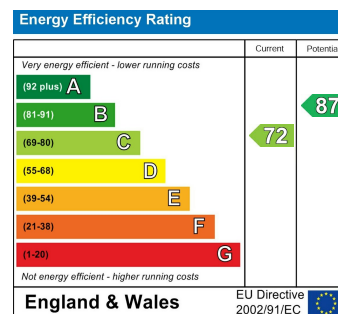 Energy Efficiency Rating
Current Potentia
Very energy efficient - lower running costs
(92 plus) A
(81-91) B
87
(69-80) C
72
(55-68) D
(39-54) E
(21-38) F
(1-20) G
Not energy efficient - higher running costs
England & Wales
EU Directive
2002/91/EC